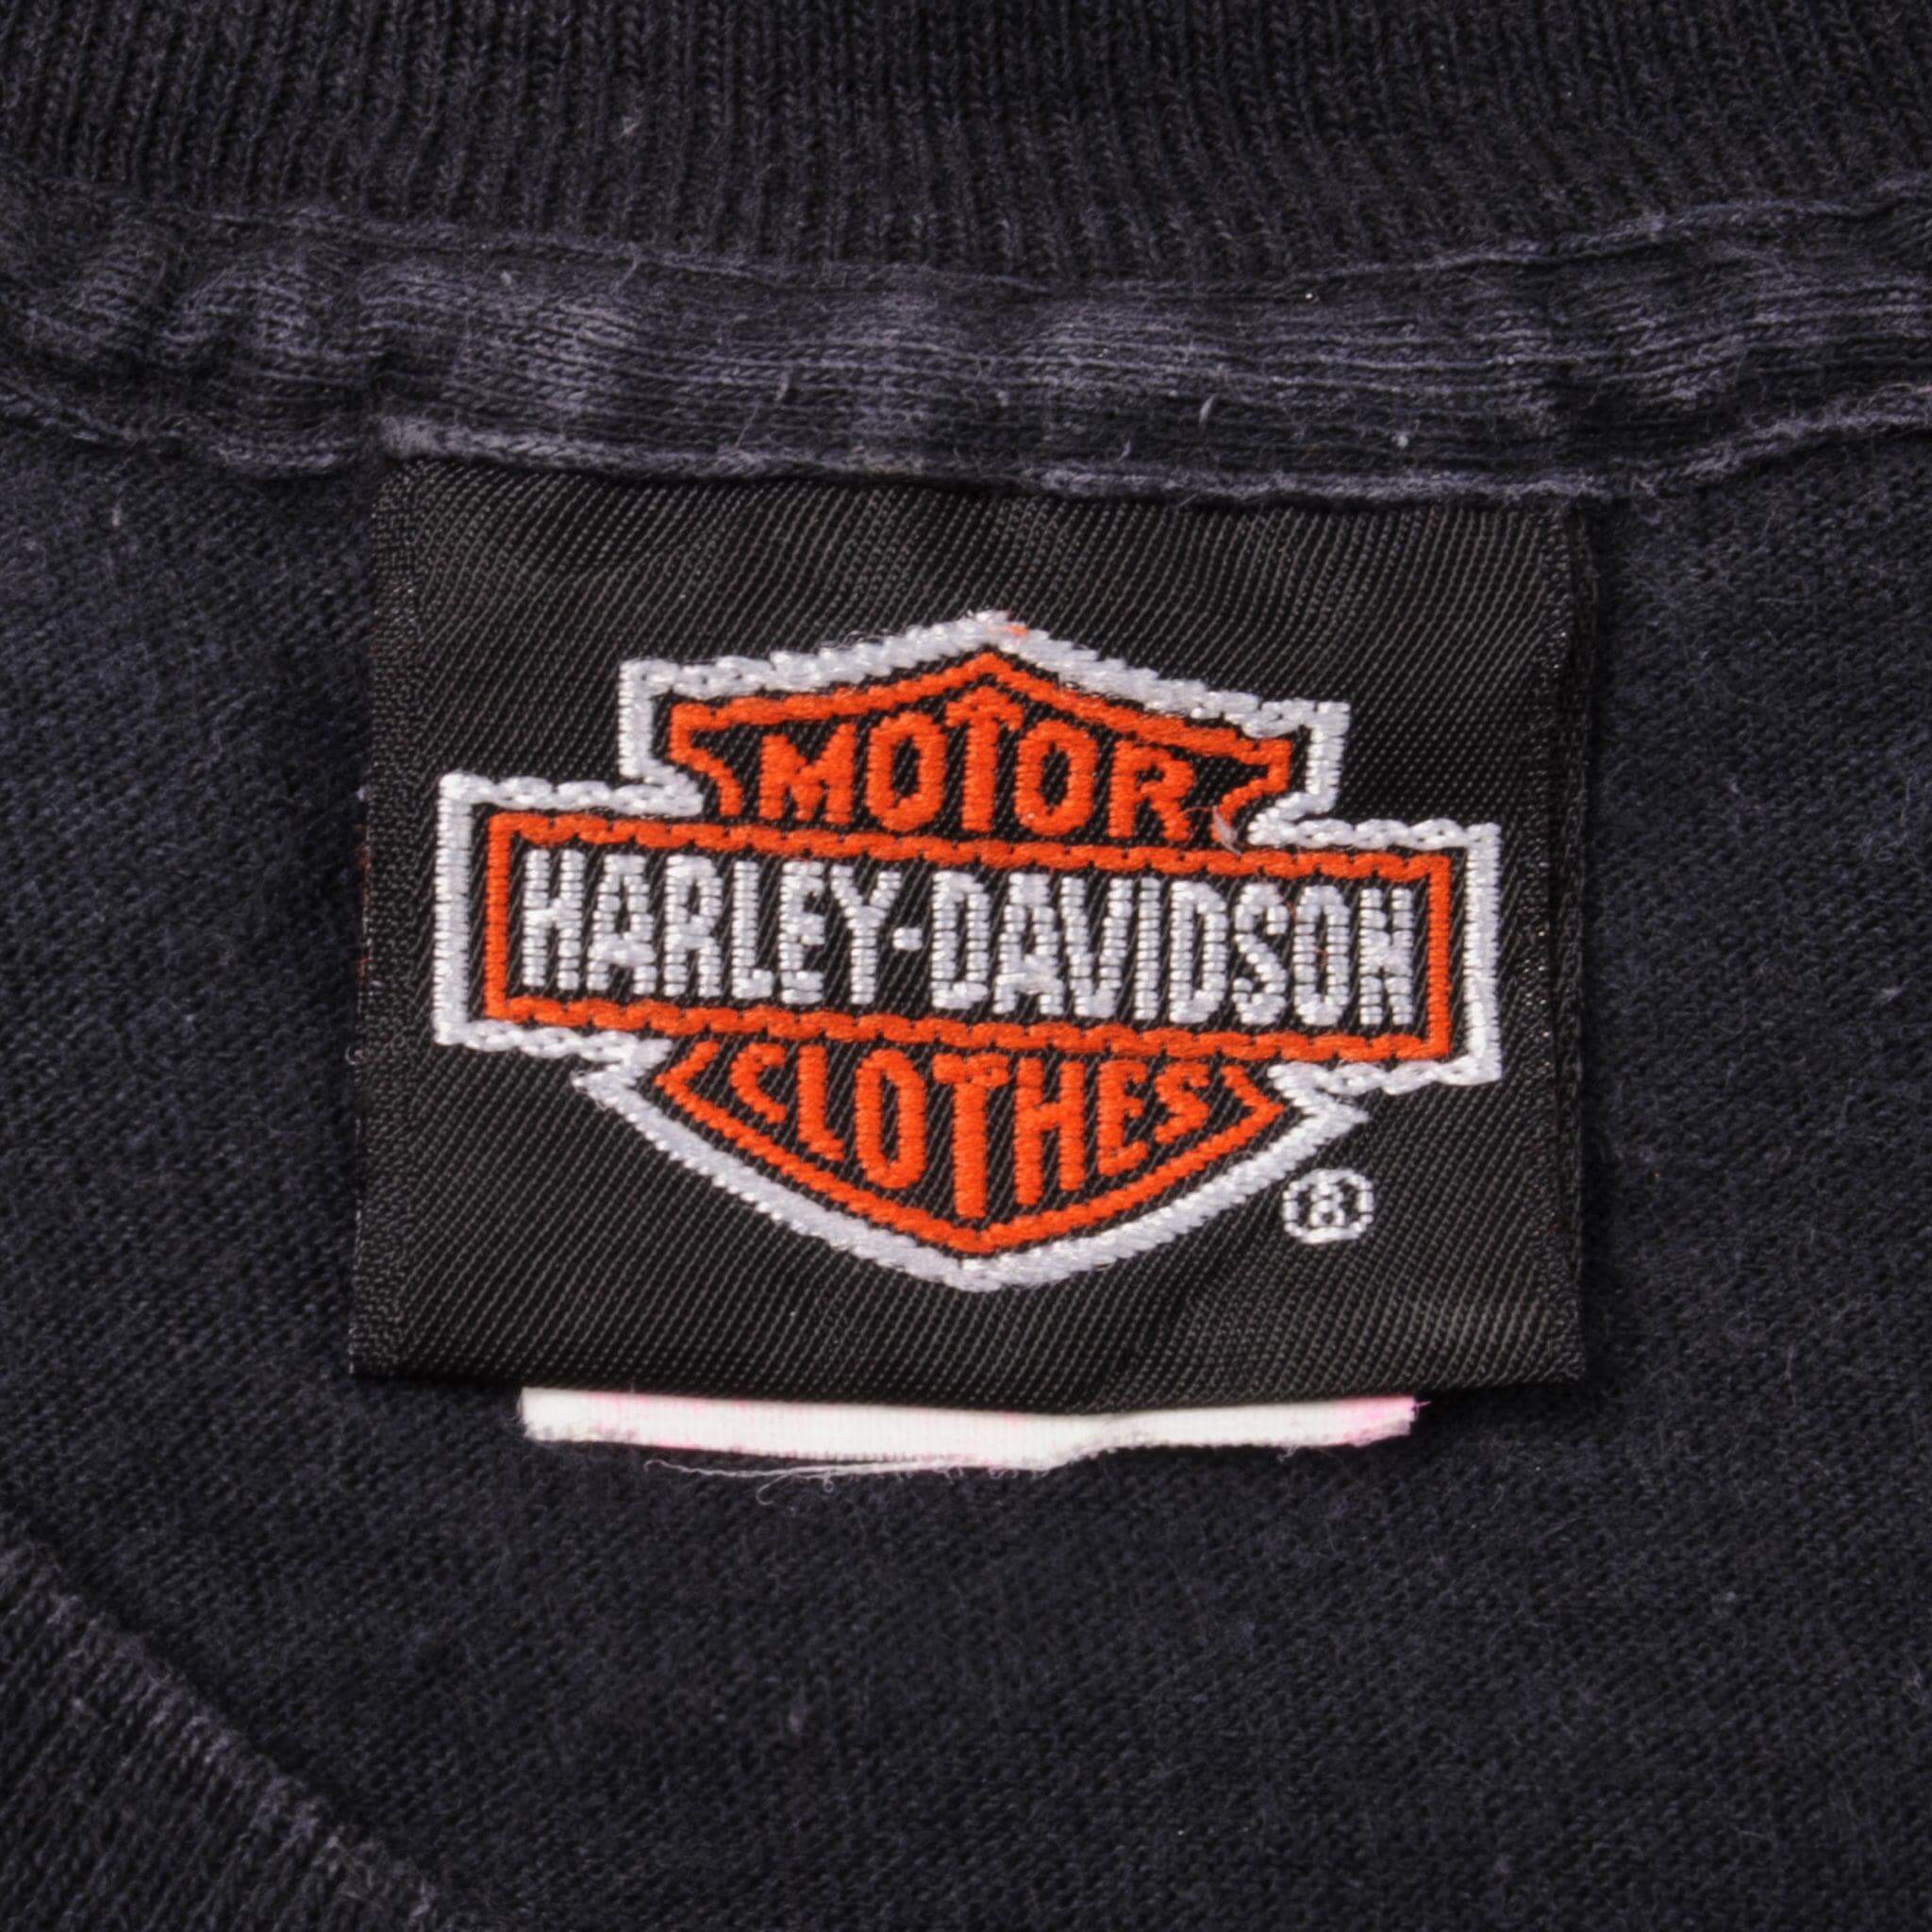 MOTOR
HARLEY-DAVIDSON
CLOTHES
®